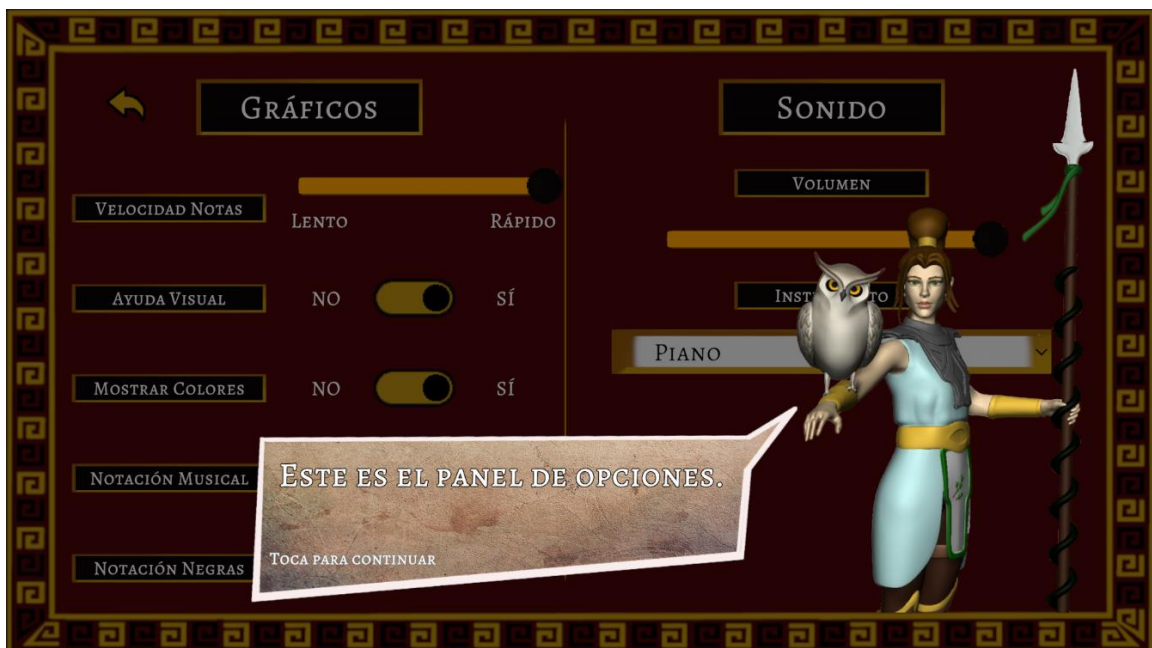 GRÁFICOS
VELOCIDAD NOTAS
LENTO RÁPIDO
AYUDA VISUAL NO SÍ
MOSTRAR COLORES NO SÍ
NOTACIÓN MUSICAL
NOTACIÓN NEGRAS
SONIDO
VOLUMEN
PIANO
ESTE ES EL PANEL DE OPCIONES.
TOCA PARA CONTINUAR